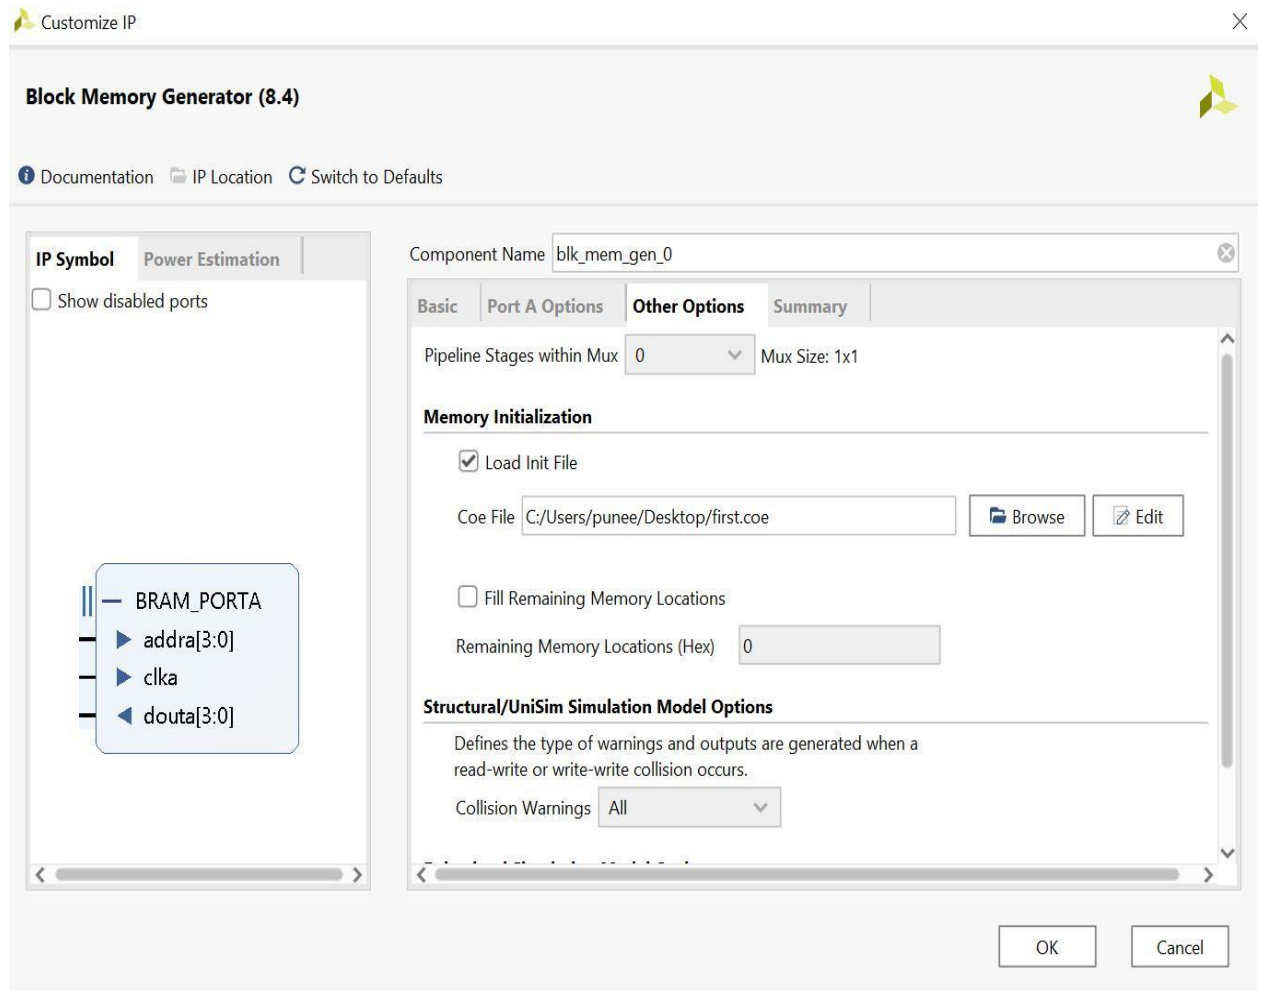 Customize IP
Block Memory Generator (8.4)
Documentation IP Location Switch to Defaults
IP Symbol Power Estimation
Show disabled ports
BRAM_PORTA
addra[3:0]
clka
douta[3:0]
Component Name blk_mem_gen_0
Basic Port A Options Other Options Summary
Pipeline Stages within Mux 0 Mux Size: 1x1
Memory Initialization
Load Init File
Coe File C:/Users/punee/Desktop/first.coe Browse Edit
Fill Remaining Memory Locations
Remaining Memory Locations (Hex) 0
Structural/UniSim Simulation Model Options
Defines the type of warnings and outputs are generated when a
read-write or write-write collision occurs.
Collision Warnings All
OK Cancel